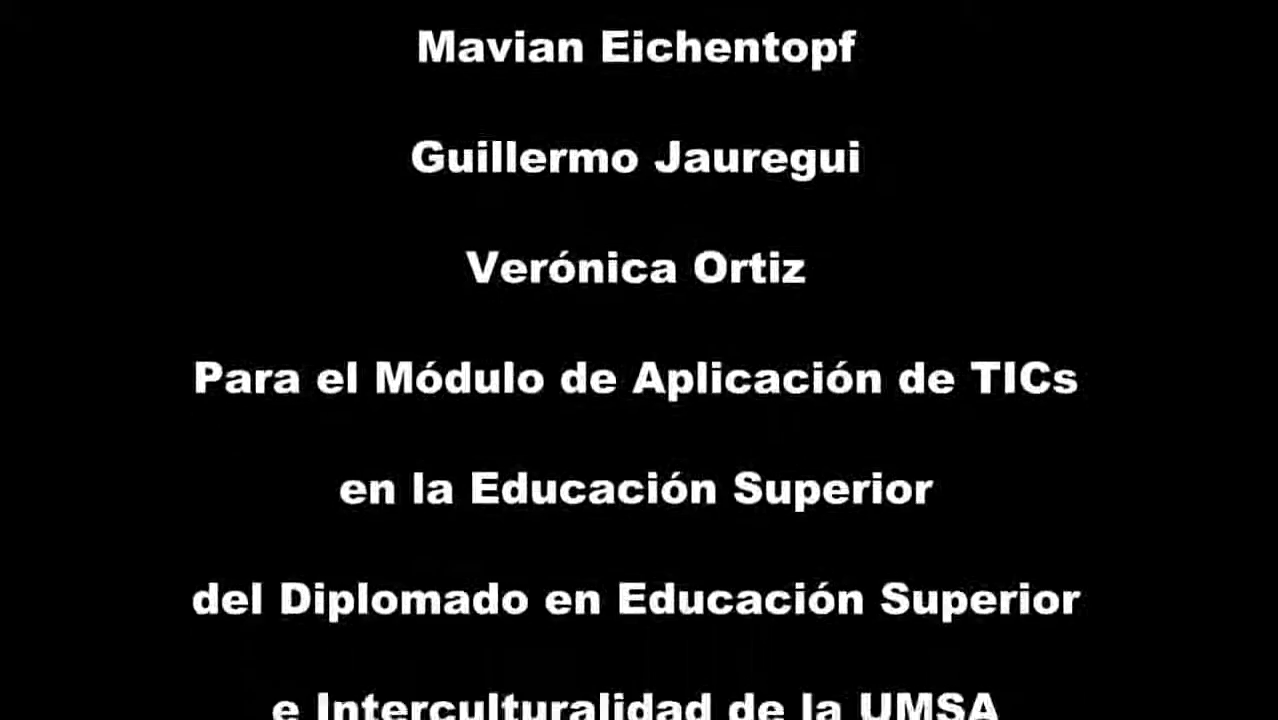 Mavian Eichentopf
Guillermo Jauregui
Verónica Ortiz
Para el Módulo de Aplicación de TICs
en la Educación Superior
del Diplomado en Educación Superior
e Interculturalidad de la UMSA